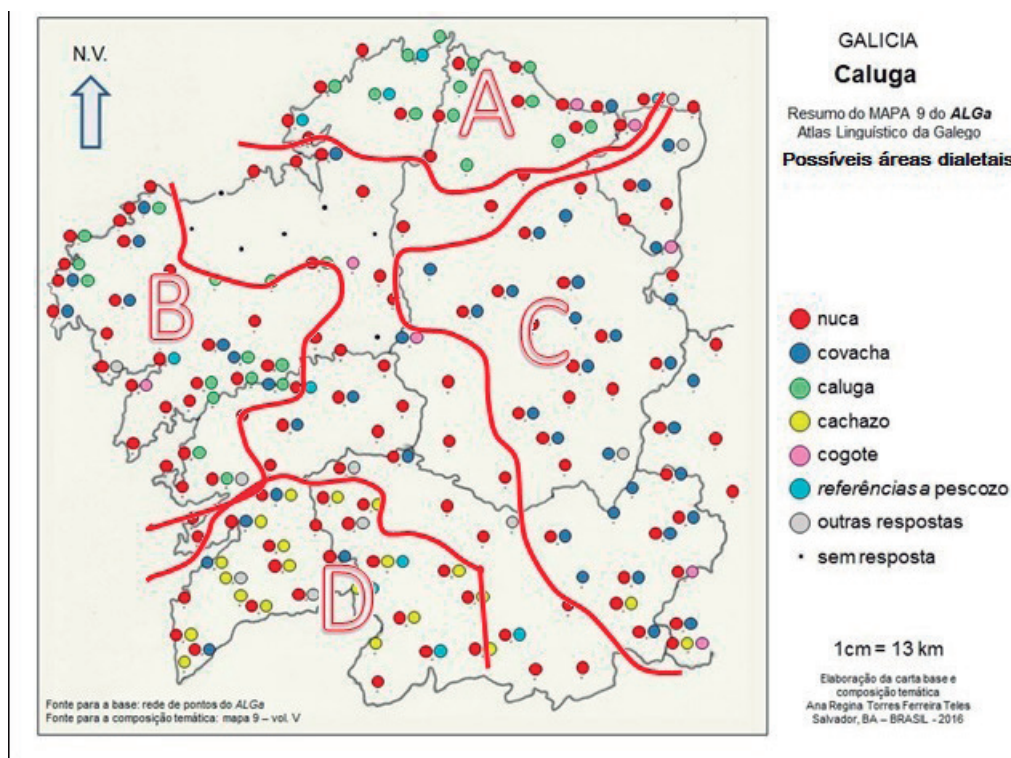 N.V.
A
B
C
D
Fonte para a base: rede de pontos do ALGa
Fonte para a composição temática: mapa 9 – vol. V
GALICIA
Caluga
Resumo do MAPA 9 do ALGa
Atlas Linguístico da Galego
Possíveis áreas dialetais
nuca
covacha
caluga
cachazo
cogote
referências a pescozo
outras respostas
sem resposta
1cm = 13 km
Elaboração da carta base e
composição temática
Ana Regina Torres Ferreira Teles
Salvador, BA – BRASIL - 2016